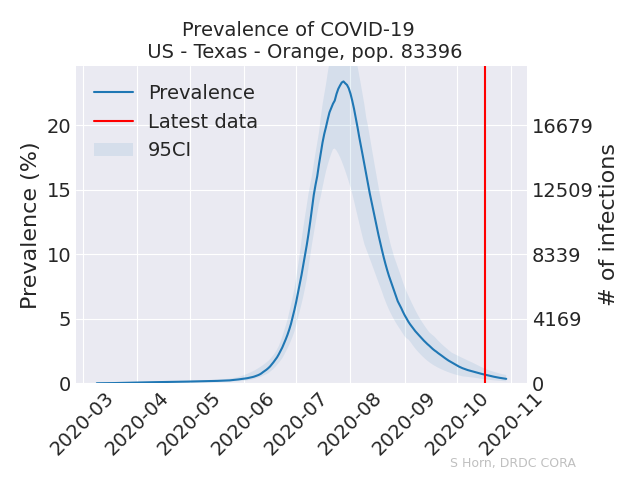 Prevalence of COVID-19
US - Texas - Orange, pop. 83396
Prevalence
Latest data
95CI
Prevalence (%)
20
15
10
5
0
16679
12509
8339
4169
0
# of infections
2020-03
2020-04
2020-05
2020-06
2020-07
2020-08
2020-09
2020-10
2020-11
S Horn, DRDC CORA